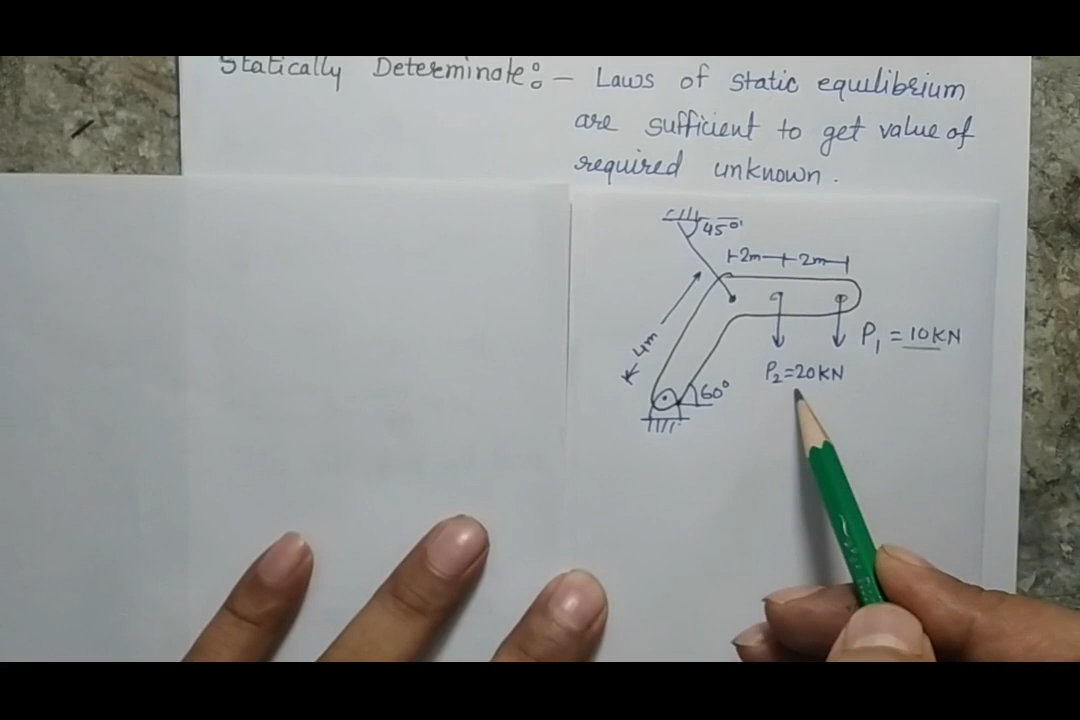 Statically Determinate :- Laws of static equilibrium
are sufficient to get value of
required unknown.
45°
2m 2m
4m
P1 = 10KN
P2=20KN
60°